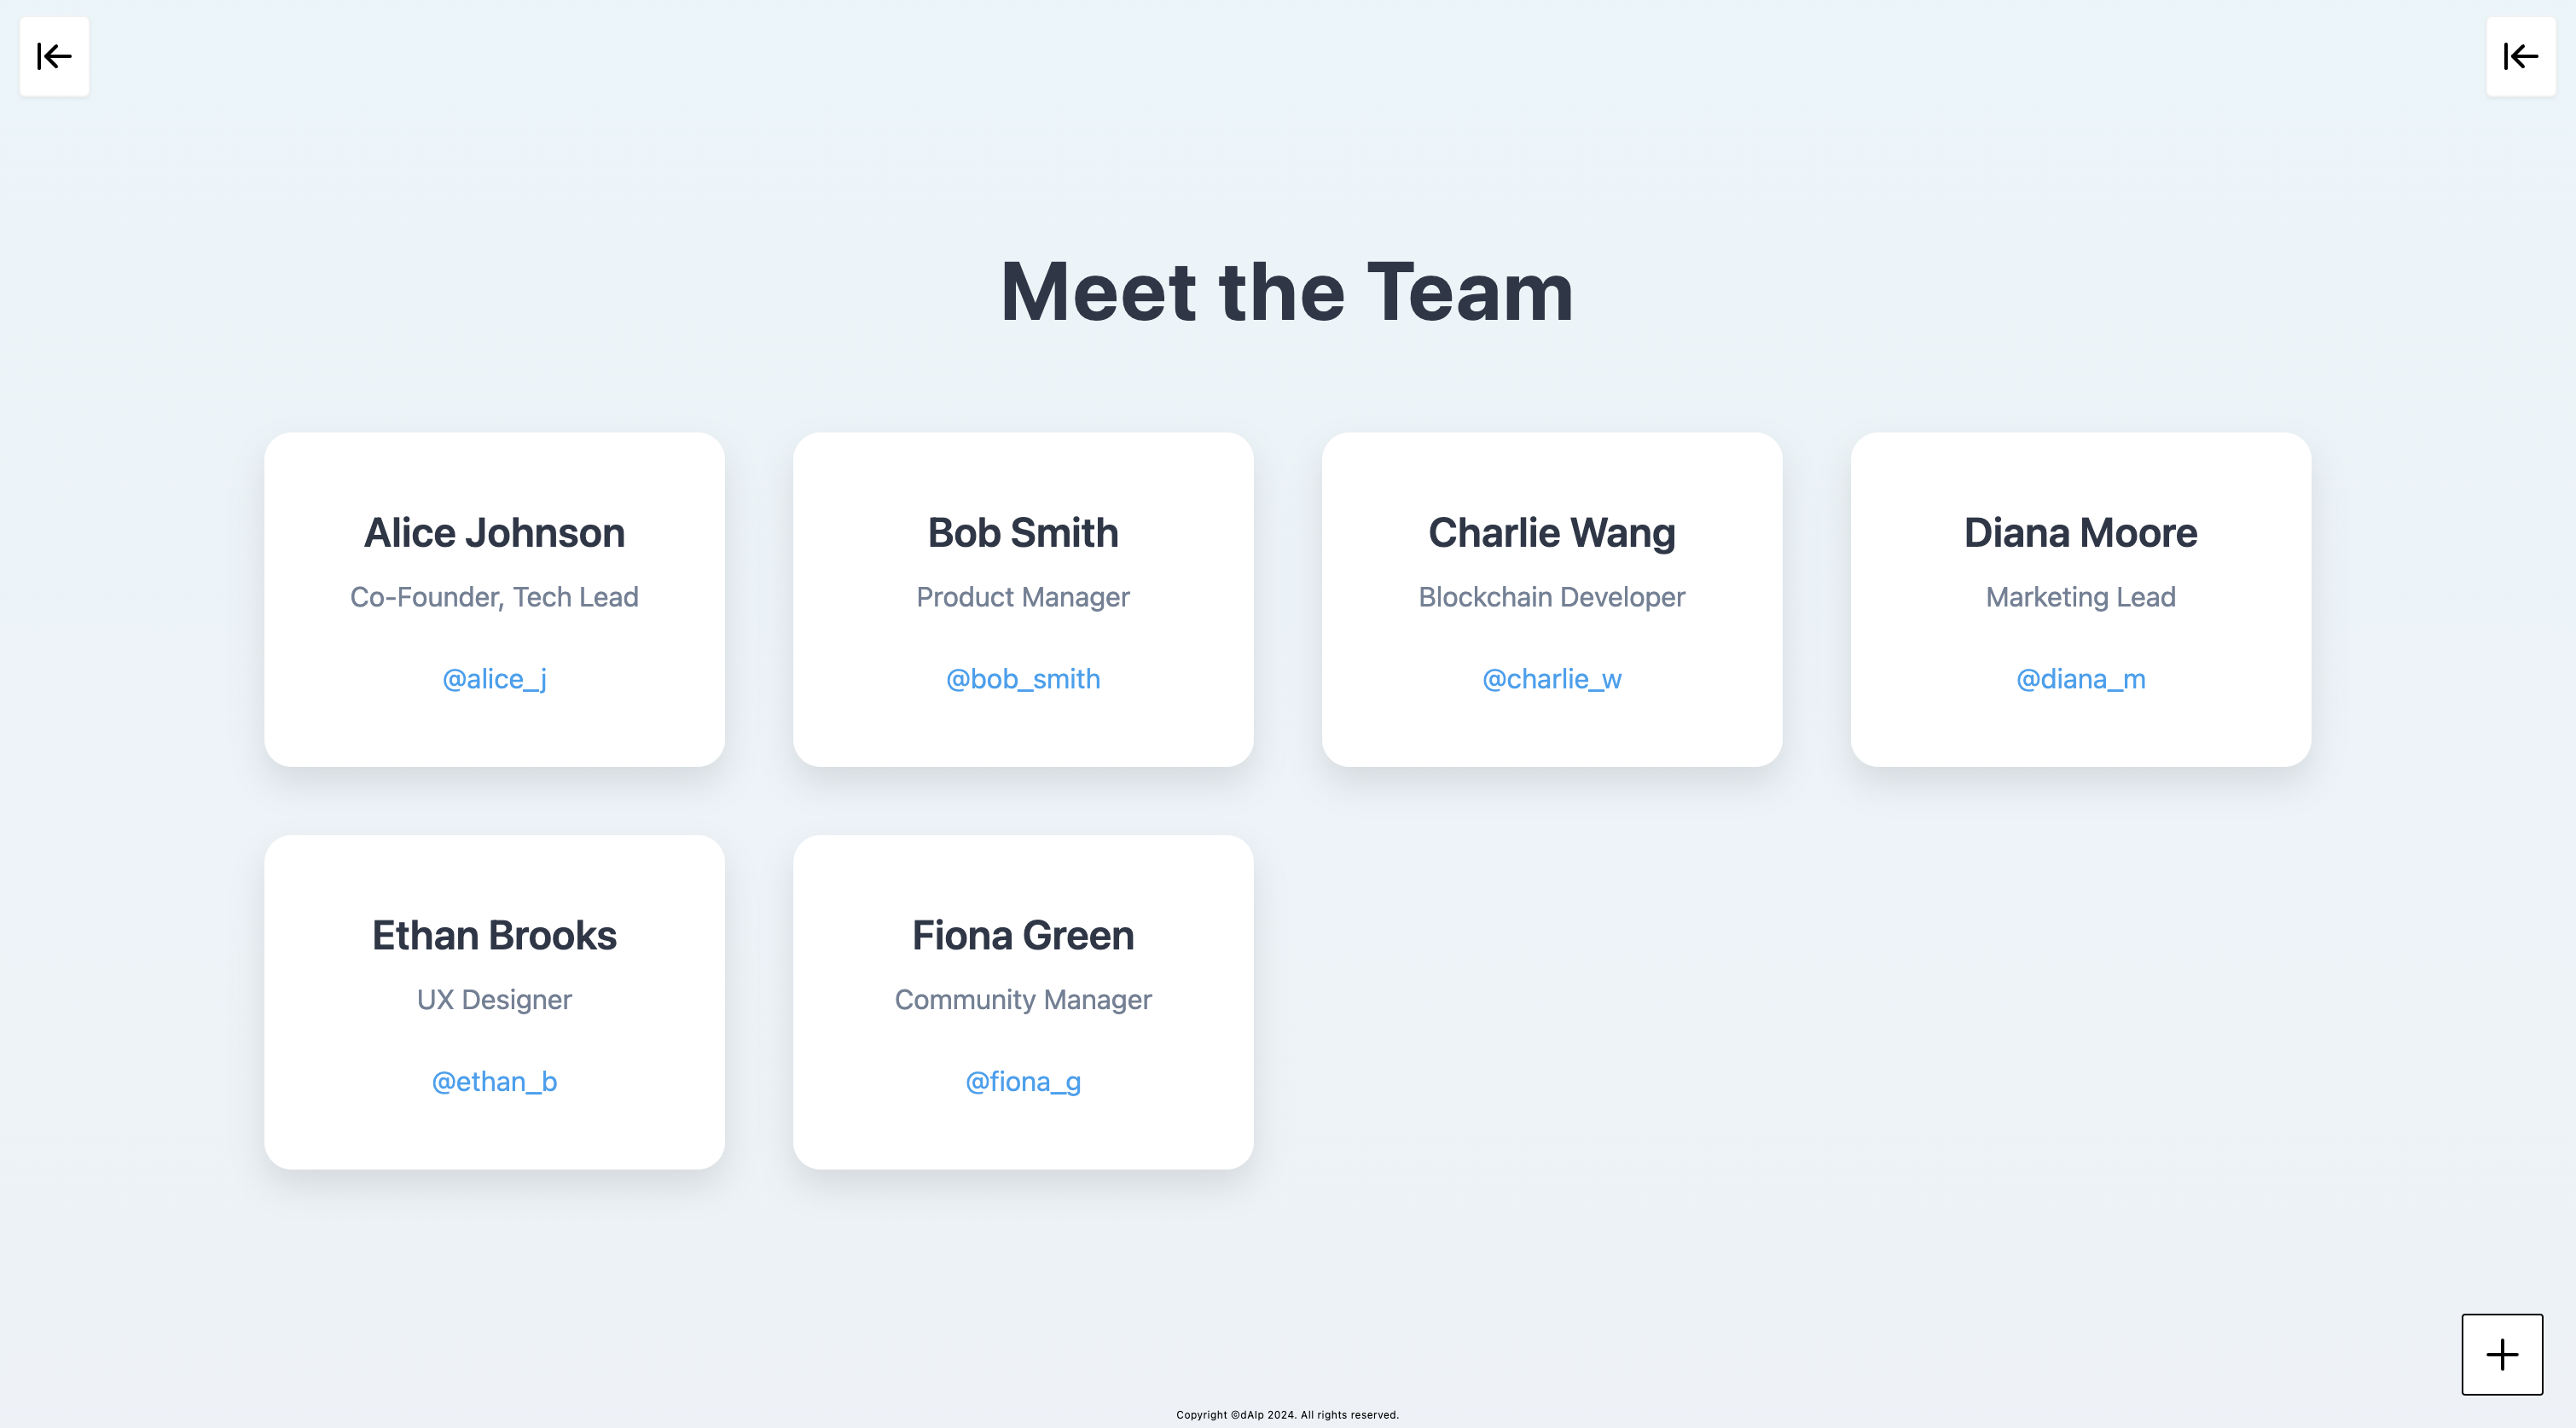 Meet the Team
Alice Johnson
Co-Founder, Tech Lead
@alice_j
Bob Smith
Product Manager
@bob_smith
Charlie Wang
Blockchain Developer
@charlie_w
Diana Moore
Marketing Lead
@diana_m
Ethan Brooks
UX Designer
@ethan_b
Fiona Green
Community Manager
@fiona_g
Copyright ©dAIp 2024. All rights reserved.